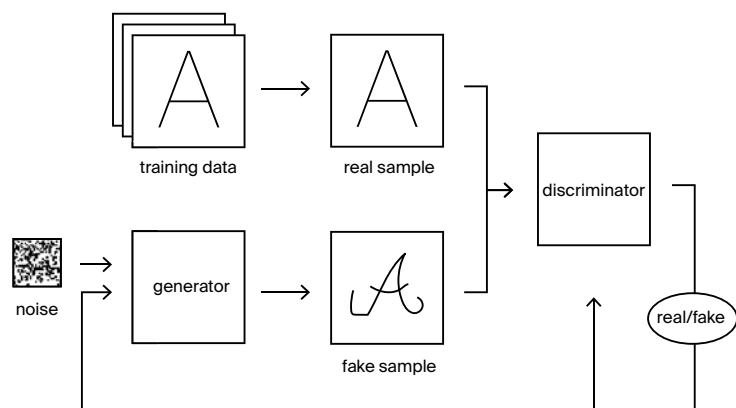 A
A
training data
real sample
discriminator
noise
generator
A
fake sample
real/fake